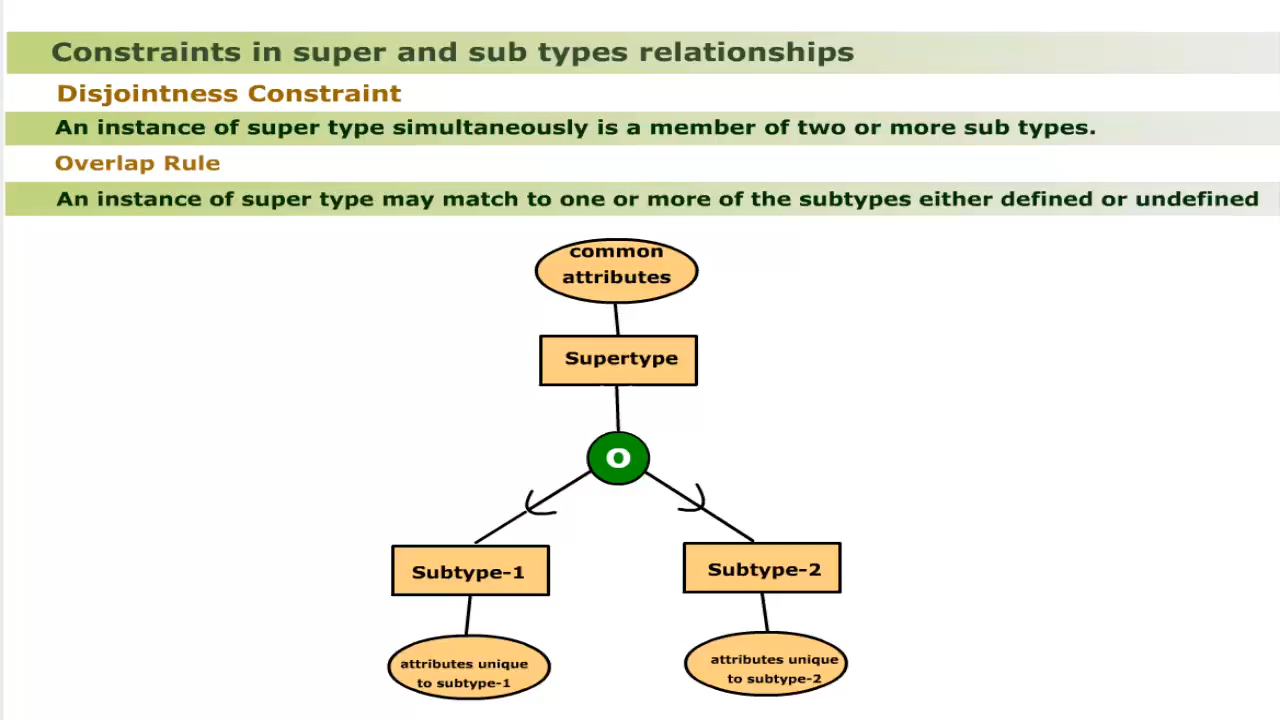 Constraints in super and sub types relationships
Disjointness Constraint
An instance of super type simultaneously is a member of two or more sub types.
Overlap Rule
An instance of super type may match to one or more of the subtypes either defined or undefined
common
attributes
Supertype
O
Subtype-1
Subtype-2
attributes unique
to subtype-1
attributes unique
to subtype-2